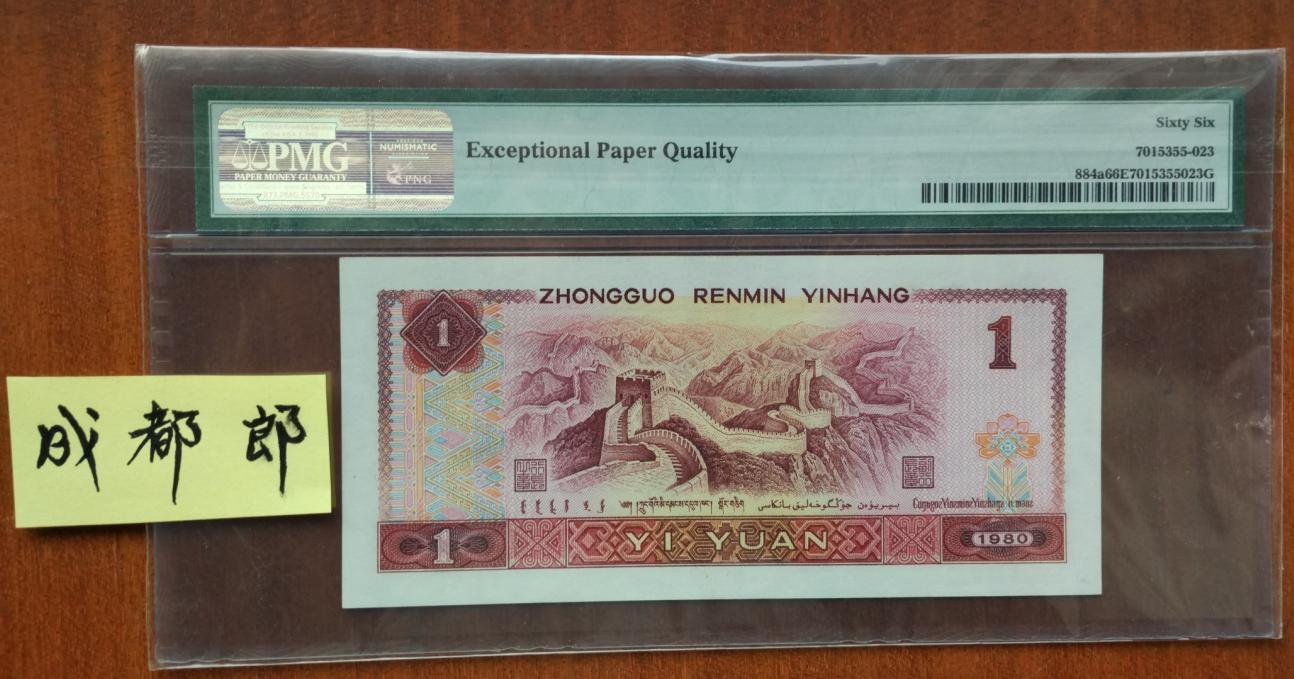 Sixty Six
PMG
PAPER MONEY GUARANTY
NUMISMATIC
PNG
Exceptional Paper Quality
7015355-023
884a66E7015355023G
ZHONGGUO RENMIN YINHANG
1
1
成都郎
1
YI YUAN
1980